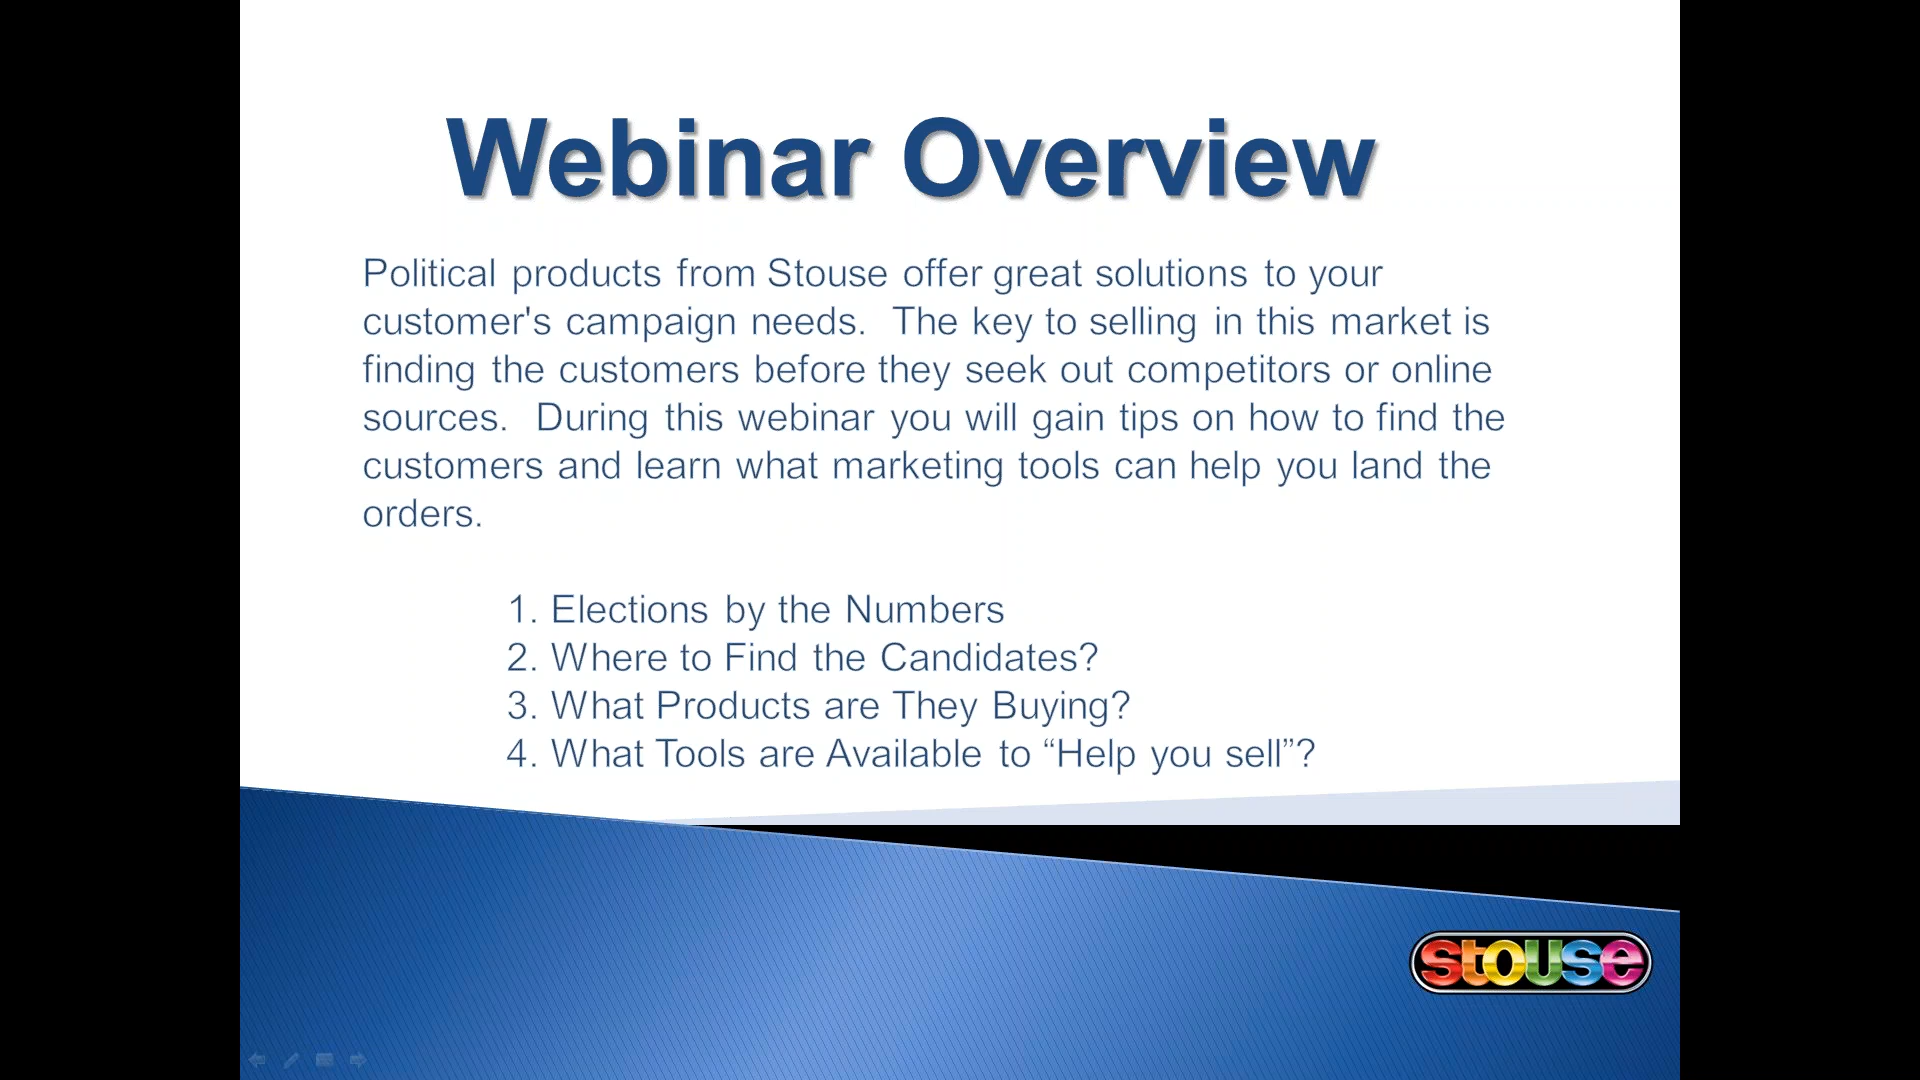 Webinar Overview
Political products from Stouse offer great solutions to your
customer's campaign needs.  The key to selling in this market is
finding the customers before they seek out competitors or online
sources.  During this webinar you will gain tips on how to find the
customers and learn what marketing tools can help you land the
orders.
1. Elections by the Numbers
2. Where to Find the Candidates?
3. What Products are They Buying?
4. What Tools are Available to “Help you sell”?
stouse